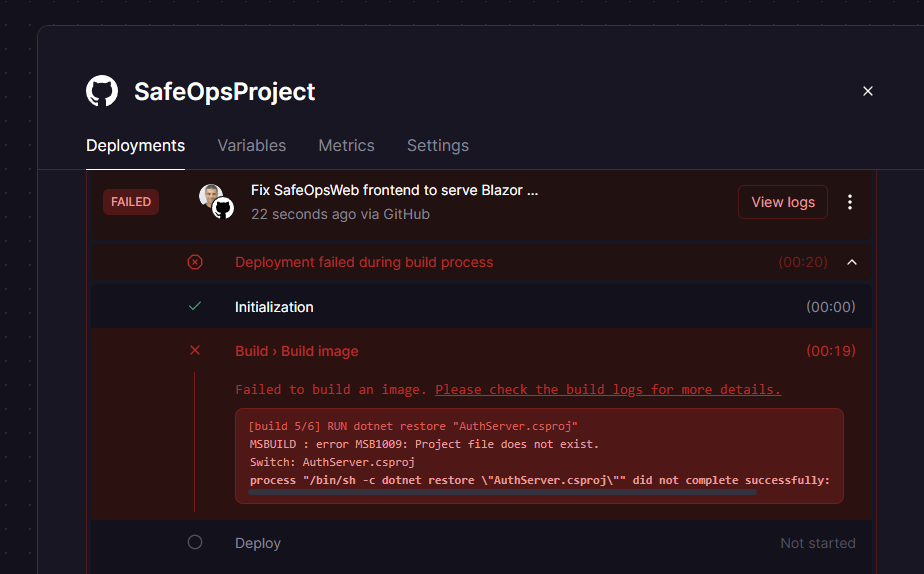 SafeOpsProject
Deployments Variables Metrics Settings
FAILED
Fix SafeOpsWeb frontend to serve Blazor ...
22 seconds ago via GitHub
View logs
Deployment failed during build process (00:20)
Initialization (00:00)
Build › Build image (00:19)
Failed to build an image. Please check the build logs for more details.
[build 5/6] RUN dotnet restore "AuthServer.csproj"
MSBUILD : error MSB1009: Project file does not exist.
Switch: AuthServer.csproj
process "/bin/sh -c dotnet restore \"AuthServer.csproj\"" did not complete successfully:
Deploy Not started